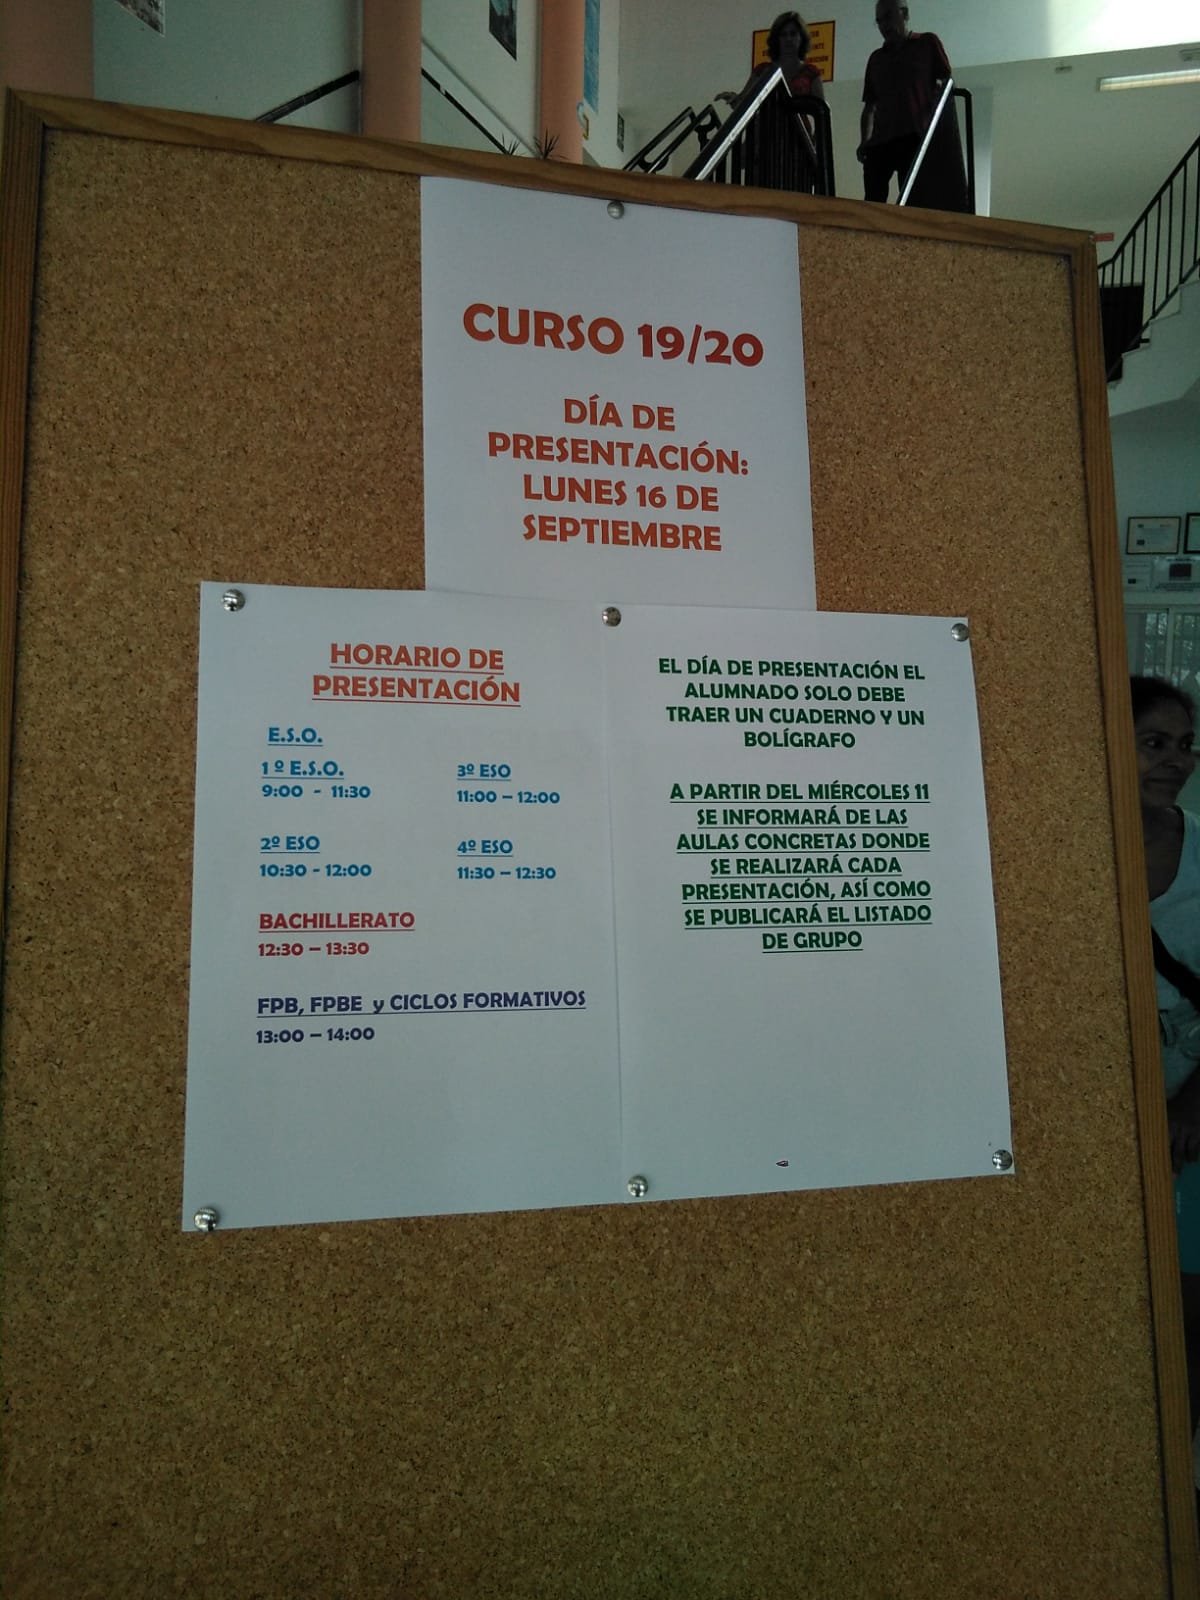 CURSO 19/20
DÍA DE
PRESENTACIÓN:
LUNES 16 DE
SEPTIEMBRE
HORARIO DE
PRESENTACIÓN
E.S.O.
1º E.S.O.
9:00 - 11:30
3º ESO
11:00 – 12:00
2º ESO
10:30 - 12:00
4º ESO
11:30 – 12:30
BACHILLERATO
12:30 – 13:30
FPB, FPBE y CICLOS FORMATIVOS
13:00 – 14:00
EL DÍA DE PRESENTACIÓN EL
ALUMNADO SOLO DEBE
TRAER UN CUADERNO Y UN
BOLÍGRAFO
A PARTIR DEL MIÉRCOLES 11
SE INFORMARÁ DE LAS
AULAS CONCRETAS DONDE
SE REALIZARÁ CADA
PRESENTACIÓN, ASÍ COMO
SE PUBLICARÁ EL LISTADO
DE GRUPO